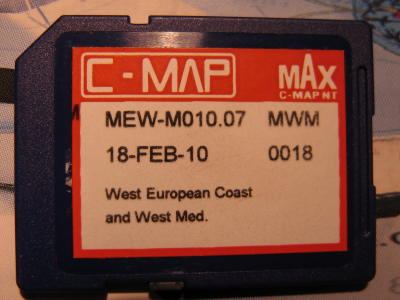 C-MAP MAX
C-MAP NT
MEW-M010.07 MWM
18-FEB-10 0018
West European Coast
and West Med.